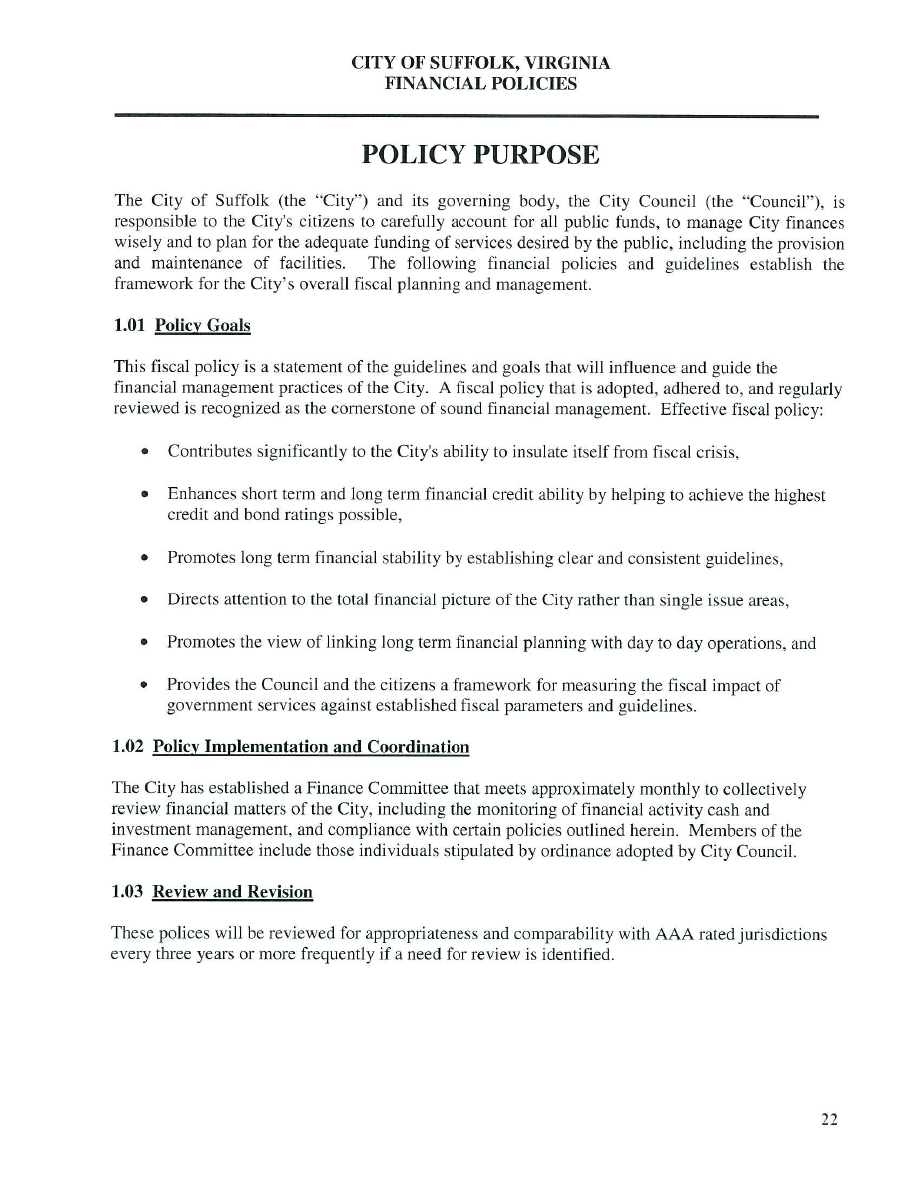 CITY OF SUFFOLK, VIRGINIA
FINANCIAL POLICIES
POLICY PURPOSE
The City of Suffolk (the “City”) and its governing body, the City Council (the “Council”), is
responsible to the City's citizens to carefully account for all public funds, to manage City finances
wisely and to plan for the adequate funding of services desired by the public, including the provision
and maintenance of facilities. The following financial policies and guidelines establish the
framework for the City’s overall fiscal planning and management.
1.01 Policy Goals
This fiscal policy is a statement of the guidelines and goals that will influence and guide the
financial management practices of the City. A fiscal policy that is adopted, adhered to, and regularly
reviewed is recognized as the cornerstone of sound financial management. Effective fiscal policy:
• Contributes significantly to the City's ability to insulate itself from fiscal crisis,
• Enhances short term and long term financial credit ability by helping to achieve the highest
credit and bond ratings possible,
• Promotes long term financial stability by establishing clear and consistent guidelines,
• Directs attention to the total financial picture of the City rather than single issue areas,
• Promotes the view of linking long term financial planning with day to day operations, and
• Provides the Council and the citizens a framework for measuring the fiscal impact of
government services against established fiscal parameters and guidelines.
1.02 Policy Implementation and Coordination
The City has established a Finance Committee that meets approximately monthly to collectively
review financial matters of the City, including the monitoring of financial activity cash and
investment management, and compliance with certain policies outlined herein. Members of the
Finance Committee include those individuals stipulated by ordinance adopted by City Council.
1.03 Review and Revision
These polices will be reviewed for appropriateness and comparability with AAA rated jurisdictions
every three years or more frequently if a need for review is identified.
22